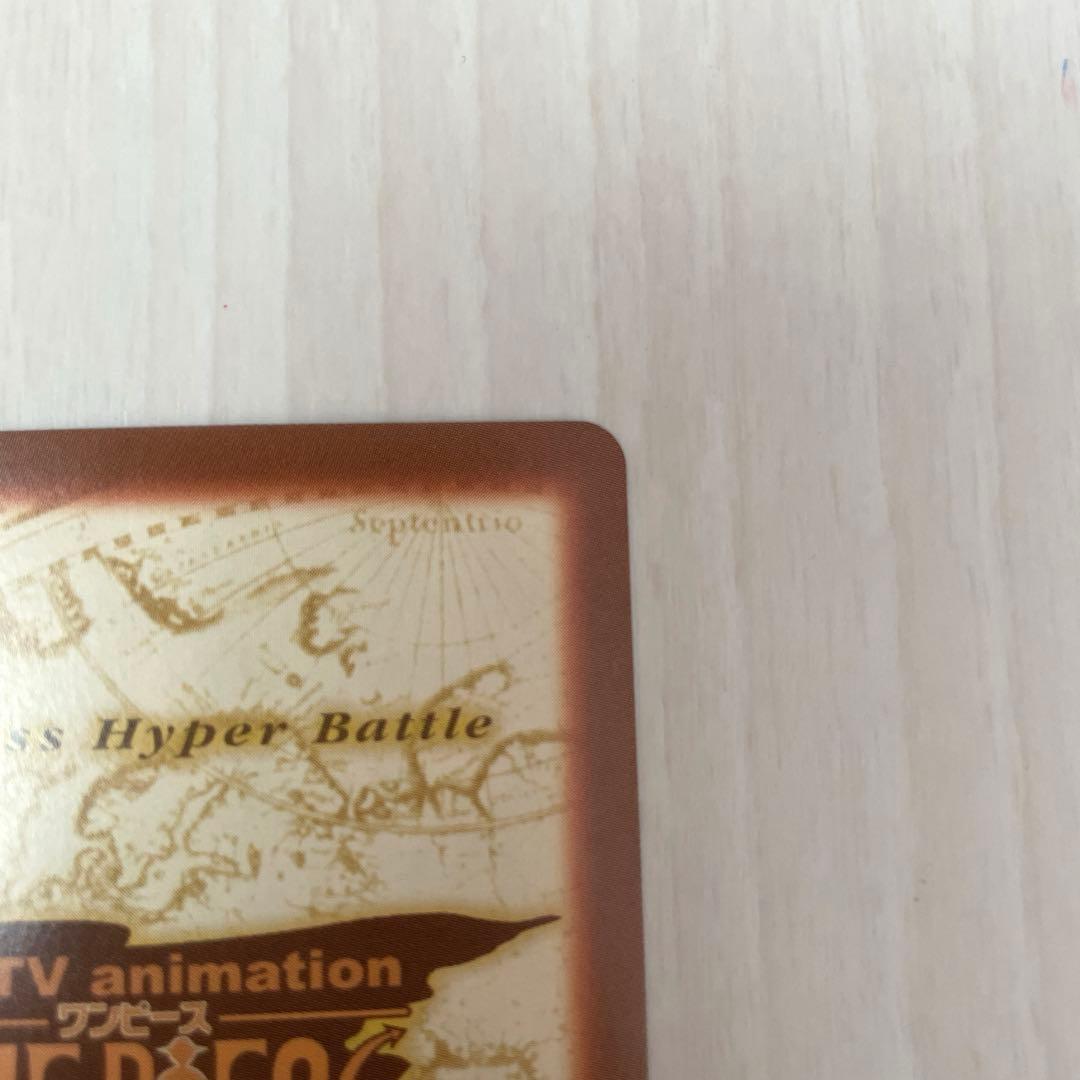 Septentrio
ss Hyper Battle
TV animation
ワンピース